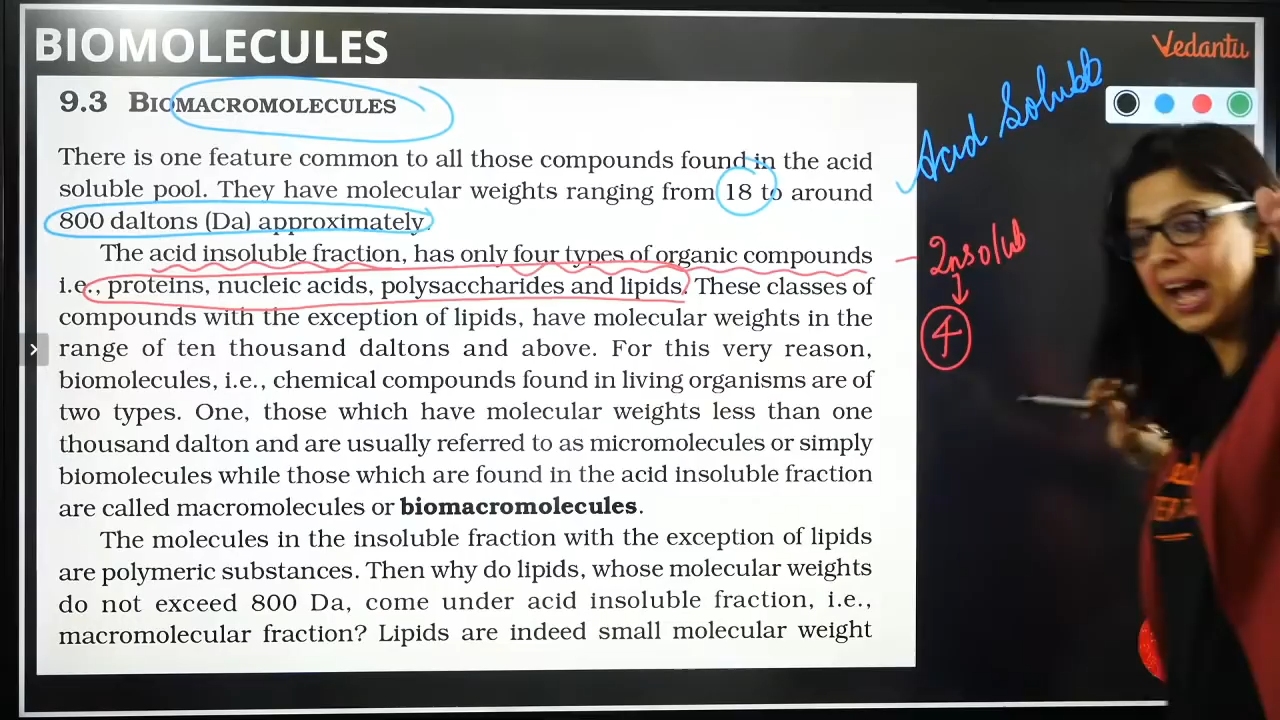 BIOMOLECULES
Vedantu
9.3 BIOMACROMOLECULES
There is one feature common to all those compounds found in the acid
soluble pool. They have molecular weights ranging from 18 to around
800 daltons (Da) approximately.
The acid insoluble fraction, has only four types of organic compounds
i.e., proteins, nucleic acids, polysaccharides and lipids. These classes of
compounds with the exception of lipids, have molecular weights in the
range of ten thousand daltons and above. For this very reason,
biomolecules, i.e., chemical compounds found in living organisms are of
two types. One, those which have molecular weights less than one
thousand dalton and are usually referred to as micromolecules or simply
biomolecules while those which are found in the acid insoluble fraction
are called macromolecules or biomacromolecules.
The molecules in the insoluble fraction with the exception of lipids
are polymeric substances. Then why do lipids, whose molecular weights
do not exceed 800 Da, come under acid insoluble fraction, i.e.,
macromolecular fraction? Lipids are indeed small molecular weight
Acid Soluble
Insolub
4